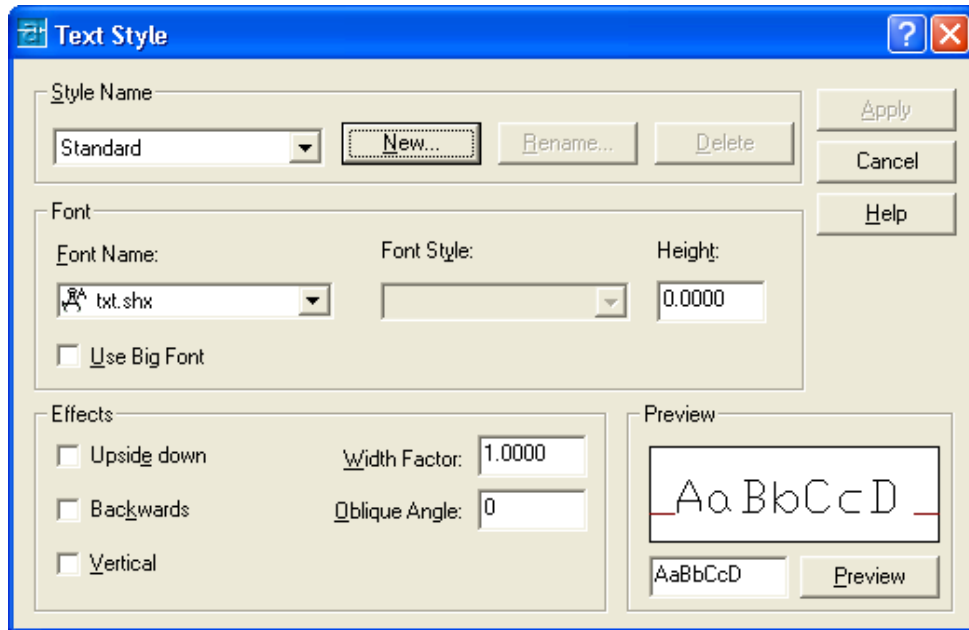 Text Style
Style Name
Standard New... Rename... Delete Apply
Cancel
Help
Font
Font Name: Font Style: Height:
txt.shx 0.0000
Use Big Font
Effects
Upside down Width Factor: 1.0000
Backwards Oblique Angle: 0
Vertical
Preview
AaBbCcD
AaBbCcD Preview